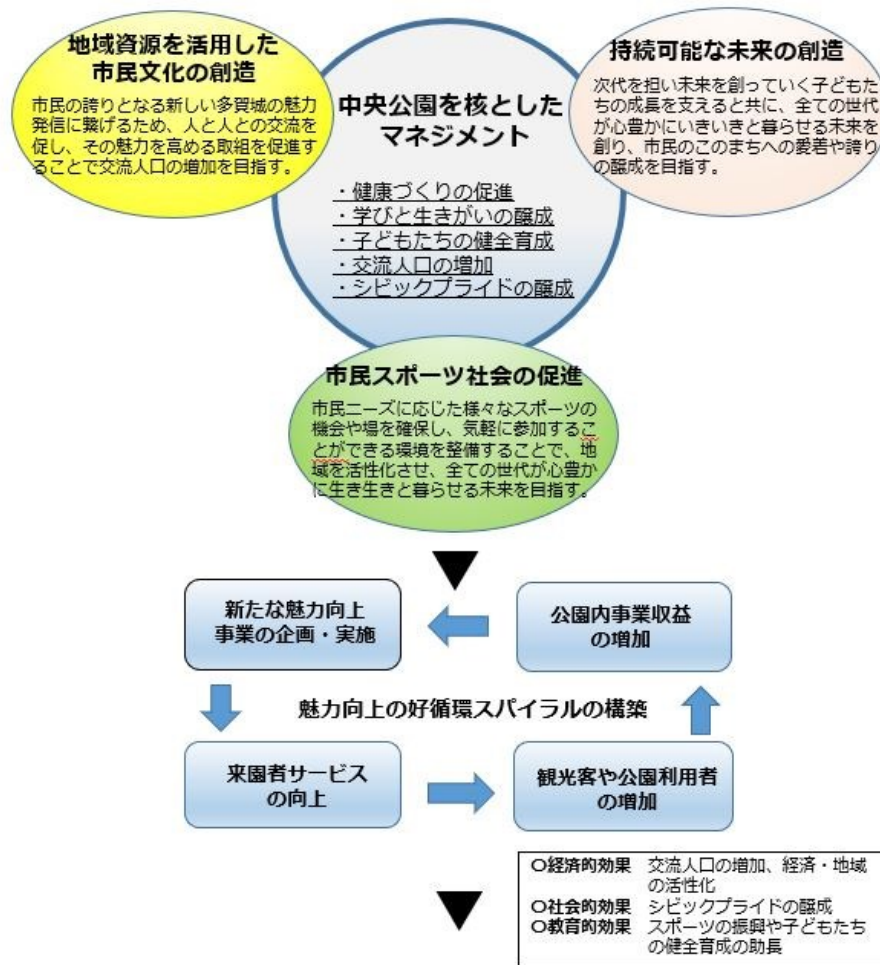 地域資源を活用した
市民文化の創造
市民の誇りとなる新しい多賀城の魅力
発信に繋げるため、人と人との交流を
促し、その魅力を高める取組を促進す
ることで交流人口の増加を目指す。
中央公園を核とした
マネジメント
・健康づくりの促進
・学びと生きがいの醸成
・子どもたちの健全育成
・交流人口の増加
・シビックプライドの醸成
持続可能な未来の創造
次代を担い未来を創っていく子どもた
ちの成長を支えると共に、全ての世代
が心豊かにいきいきと暮らせる未来を
創り、市民のこのまちへの愛着や誇り
の醸成を目指す。
市民スポーツ社会の促進
市民ニーズに応じた様々なスポーツの
機会や場を確保し、気軽に参加するこ
とができる環境を整備することで、地
域を活性化させ、全ての世代が心豊か
に生き生きと暮らせる未来を目指す。
新たな魅力向上
事業の企画・実施
公園内事業収益
の増加
魅力向上の好循環スパイラルの構築
来園者サービス
の向上
観光客や公園利用者
の増加
〇経済的効果 交流人口の増加、経済・地域
の活性化
〇社会的効果 シビックプライドの醸成
〇教育的効果 スポーツの振興や子どもたち
の健全育成の助長